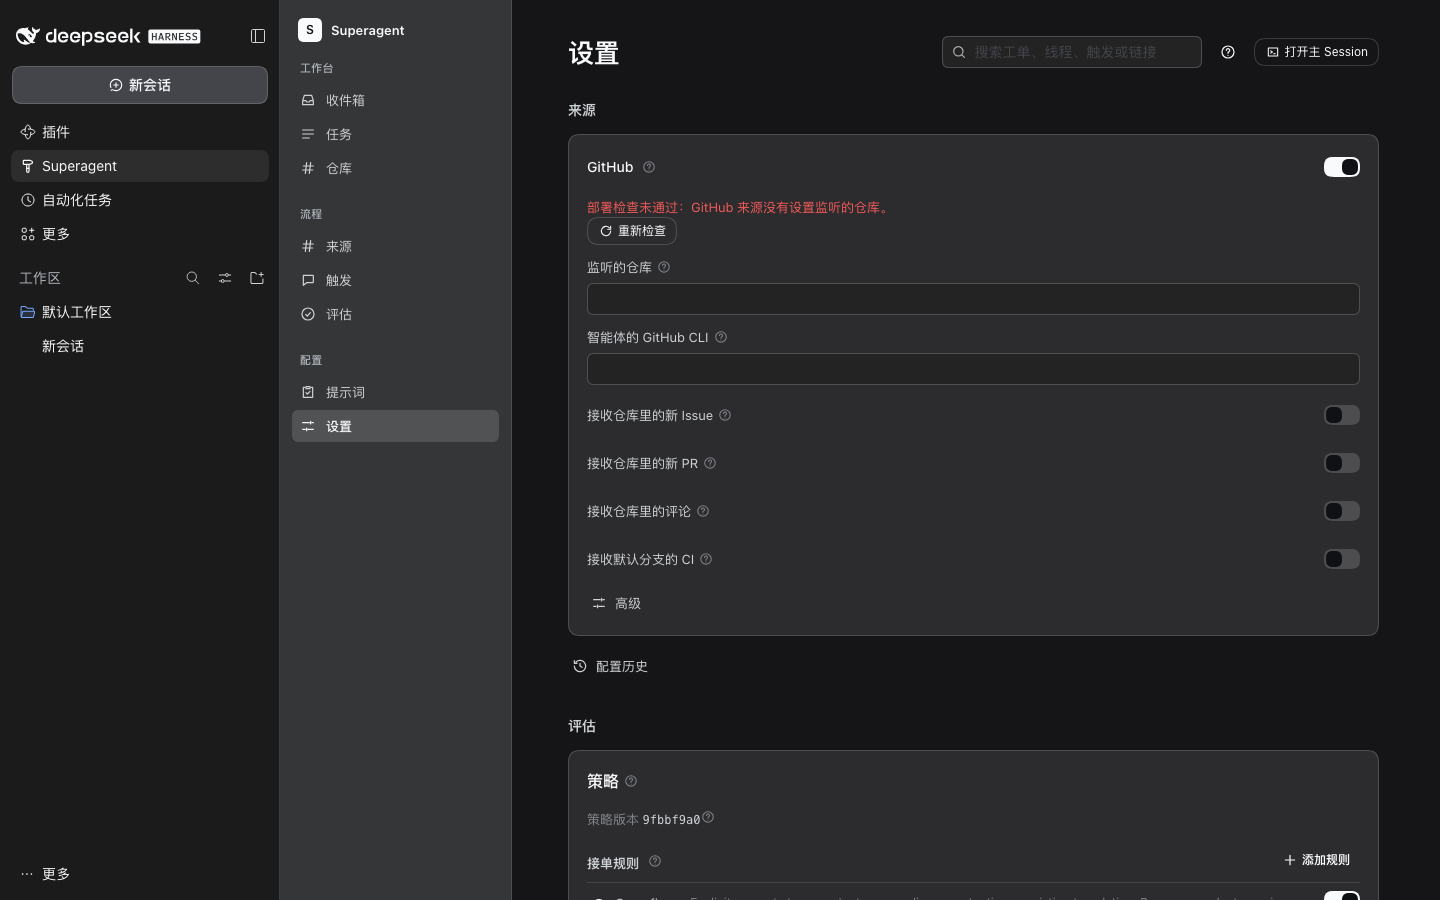 deepseek HARNESS
新会话
插件
Superagent
自动化任务
更多
工作区
默认工作区
新会话
更多
S Superagent
工作台
收件箱
任务
仓库
流程
来源
触发
评估
配置
提示词
设置
设置
搜索工单、线程、触发或链接
打开主 Session
来源
GitHub
部署检查未通过：GitHub 来源没有设置监听的仓库。
重新检查
监听的仓库
智能体的 GitHub CLI
接收仓库里的新 Issue
接收仓库里的新 PR
接收仓库里的评论
接收默认分支的 CI
高级
配置历史
评估
策略
策略版本 9fbbf9a0
接单规则
添加规则